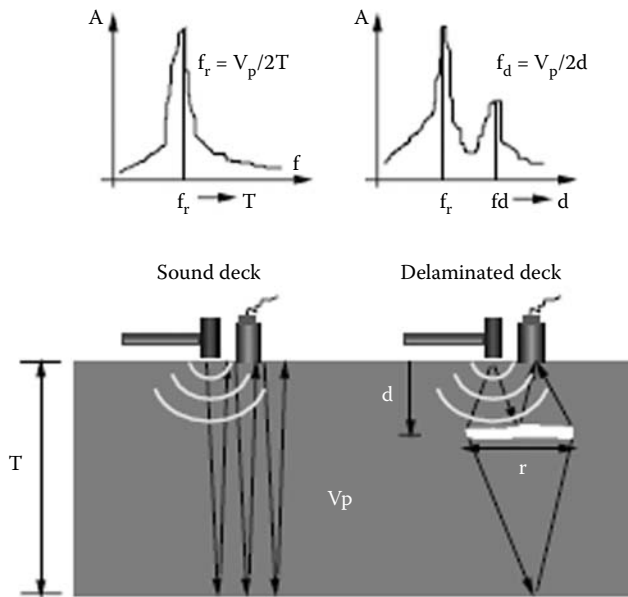 A
f_r = V_p/2T
f
f_r T
A
f_d = V_p/2d
f_r fd d
Sound deck
Delaminated deck
T
Vp
d
r